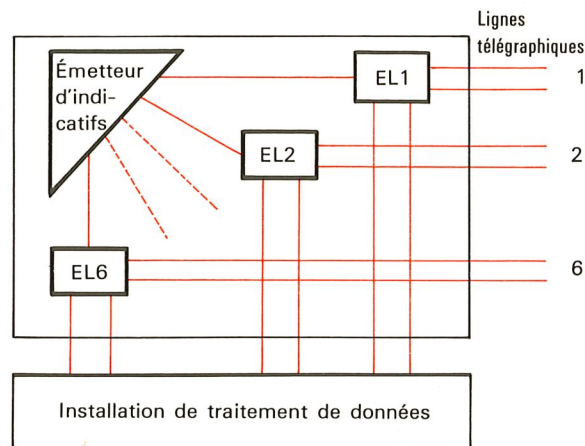 Lignes
télégraphiques
Émetteur
d'indi-
catifs
EL1
1
EL2
2
EL6
6
Installation de traitement de données